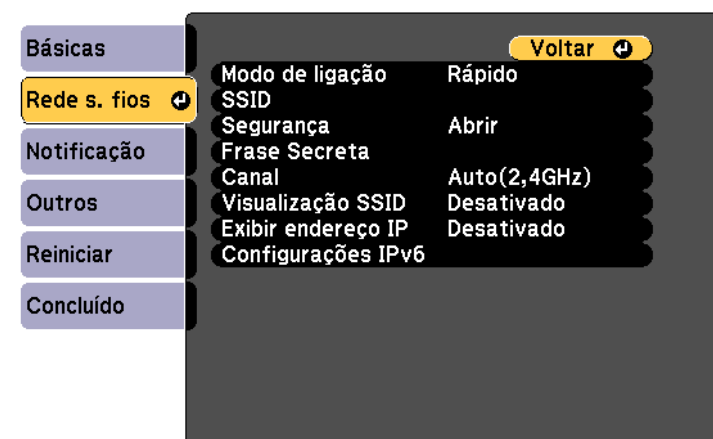 Básicas
Rede s. fios
Notificação
Outros
Reiniciar
Concluído
Voltar
Modo de ligação Rápido
SSID
Segurança Abrir
Frase Secreta
Canal Auto(2,4GHz)
Visualização SSID Desativado
Exibir endereço IP Desativado
Configurações IPv6